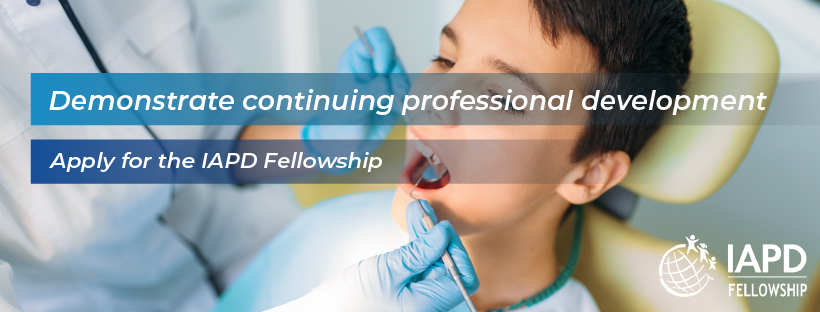 Demonstrate continuing professional development
Apply for the IAPD Fellowship
IAPD
FELLOWSHIP